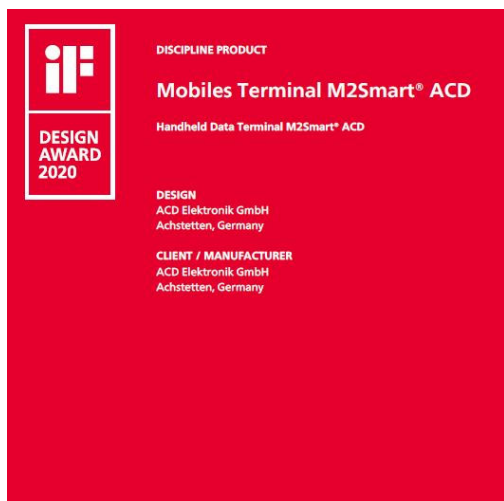 iF
DESIGN
AWARD
2020
DISCIPLINE PRODUCT
Mobiles Terminal M2Smart® ACD
Handheld Data Terminal M2Smart® ACD
DESIGN
ACD Elektronik GmbH
Achstetten, Germany
CLIENT / MANUFACTURER
ACD Elektronik GmbH
Achstetten, Germany